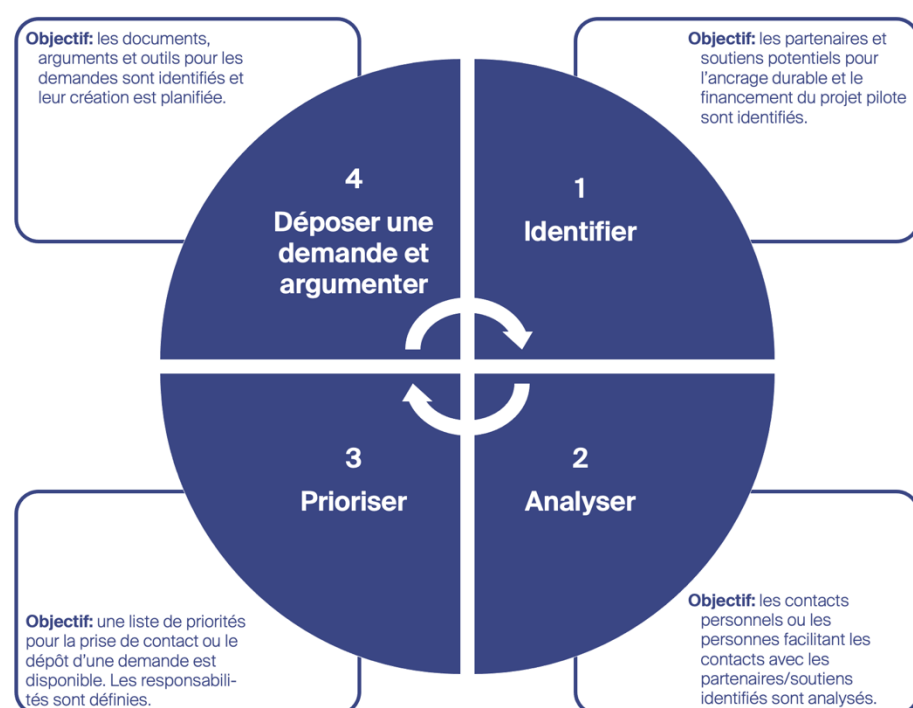 Objectif: les documents,
arguments et outils pour les
demandes sont identifiés et
leur création est planifiée.
Objectif: les partenaires et
soutiens potentiels pour
l'ancrage durable et le
financement du projet pilote
sont identifiés.
4
Déposer une
demande et
argumenter
1
Identifier
3
Prioriser
2
Analyser
Objectif: une liste de priorités
pour la prise de contact ou le
dépôt d'une demande est
disponible. Les responsabili-
tés sont définies.
Objectif: les contacts
personnels ou les
personnes facilitant les
contacts avec les
partenaires/soutiens
identifiés sont analysés.